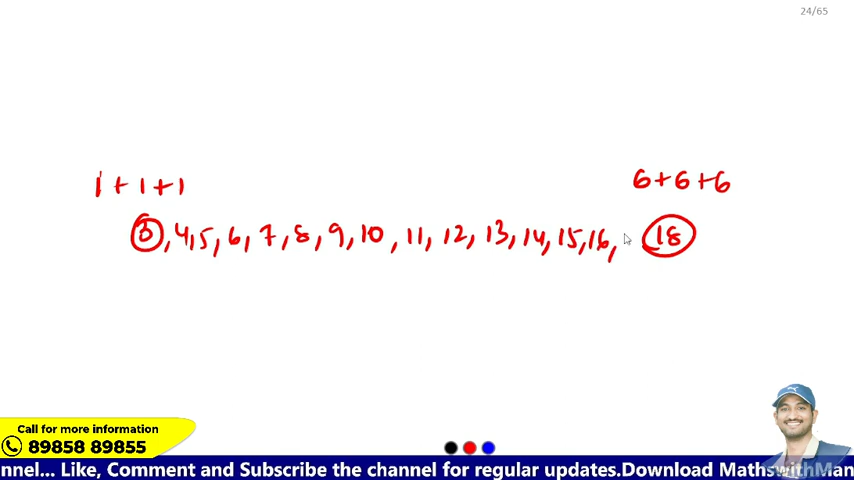 24/65
1+1+1
6+6+6
3, 4, 5, 6, 7, 8, 9, 10, 11, 12, 13, 14, 15, 16, 18
Call for more information
89858 89855
nnel... Like, Comment and Subscribe the channel for regular updates.Download MathswithMan